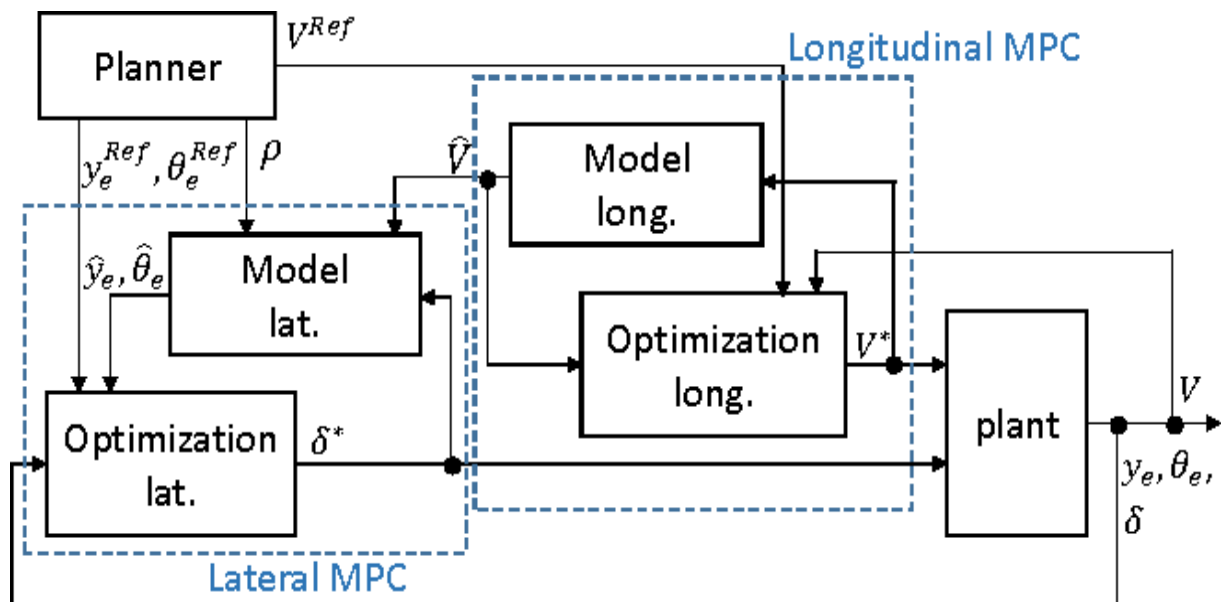 V^{Ref}
Longitudinal MPC
Planner
y_e^{Ref}, θ_e^{Ref}
ρ
V̂
Model
long.
ŷ_e, θ̂_e
Model
lat.
Optimization
long.
V*
Optimization
lat.
δ*
plant
V
y_e, θ_e,
δ
Lateral MPC